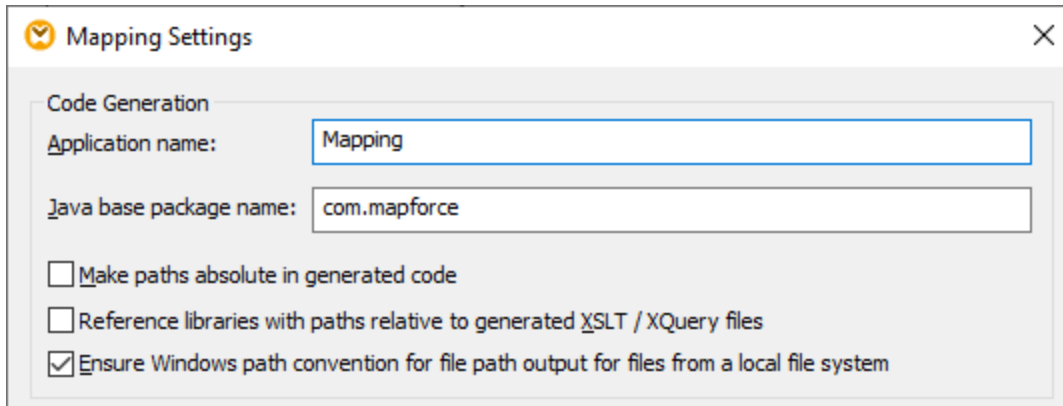 Mapping Settings
Code Generation
Application name: Mapping
Java base package name: com.mapforce
Make paths absolute in generated code
Reference libraries with paths relative to generated XSLT / XQuery files
Ensure Windows path convention for file path output for files from a local file system